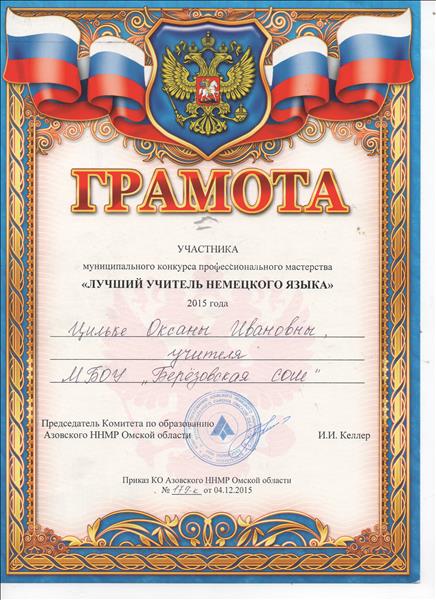 ГРАМОТА
УЧАСТНИКА
муниципального конкурса профессионального мастерства
«ЛУЧШИЙ УЧИТЕЛЬ НЕМЕЦКОГО ЯЗЫКА»
2015 года
Цильке Оксаны Ивановны,
учителя
МБОУ „Берёзовская сош"
Председатель Комитета по образованию
Азовского ННМР Омской области И.И. Келлер
Приказ КО Азовского ННМР Омской области
№ 179-с от 04.12.2015